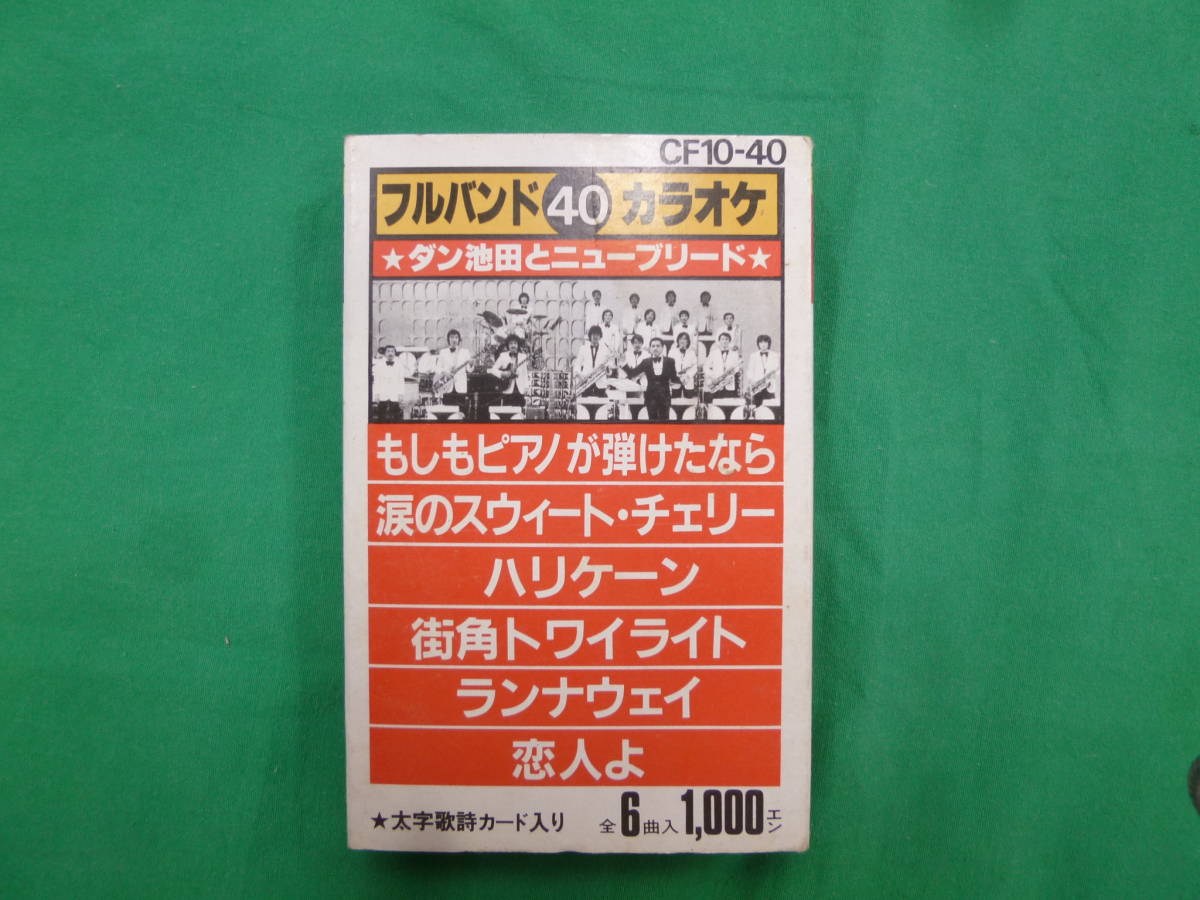 CF10-40
フルバンド40カラオケ
★ダン池田とニューブリード★
もしもピアノが弾けたなら
涙のスウィート・チェリー
ハリケーン
街角トワイライト
ランナウェイ
恋人よ
★太字歌詩カード入り 全6曲入1,000エン